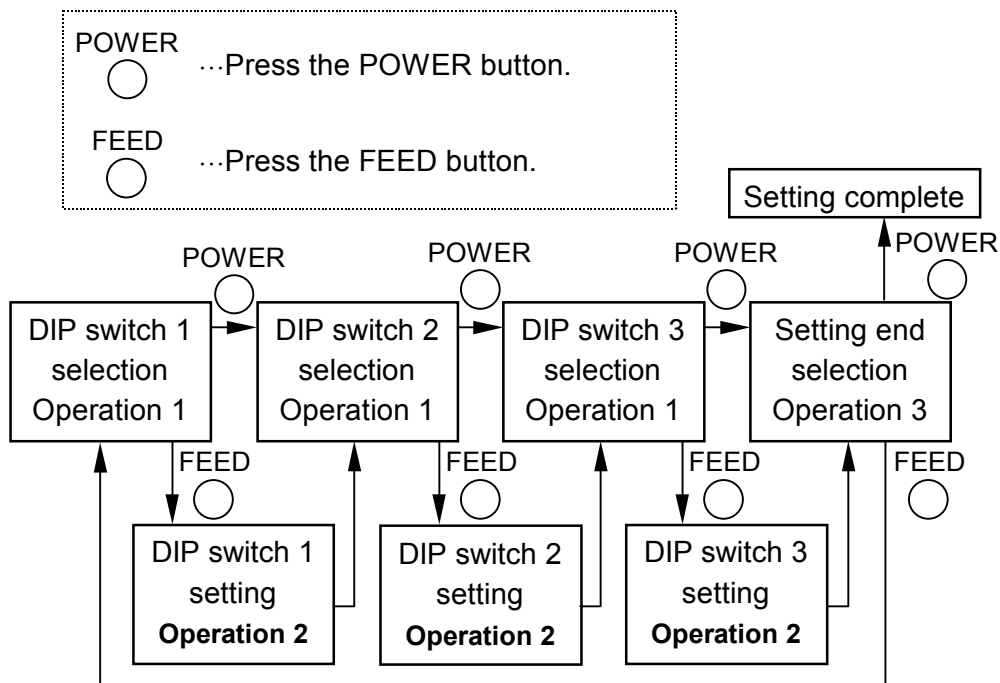 POWER
…Press the POWER button.
FEED
…Press the FEED button.
Setting complete
POWER
POWER
POWER
POWER
DIP switch 1
selection
Operation 1
DIP switch 2
selection
Operation 1
DIP switch 3
selection
Operation 1
Setting end
selection
Operation 3
FEED
FEED
FEED
FEED
DIP switch 1
setting
Operation 2
DIP switch 2
setting
Operation 2
DIP switch 3
setting
Operation 2